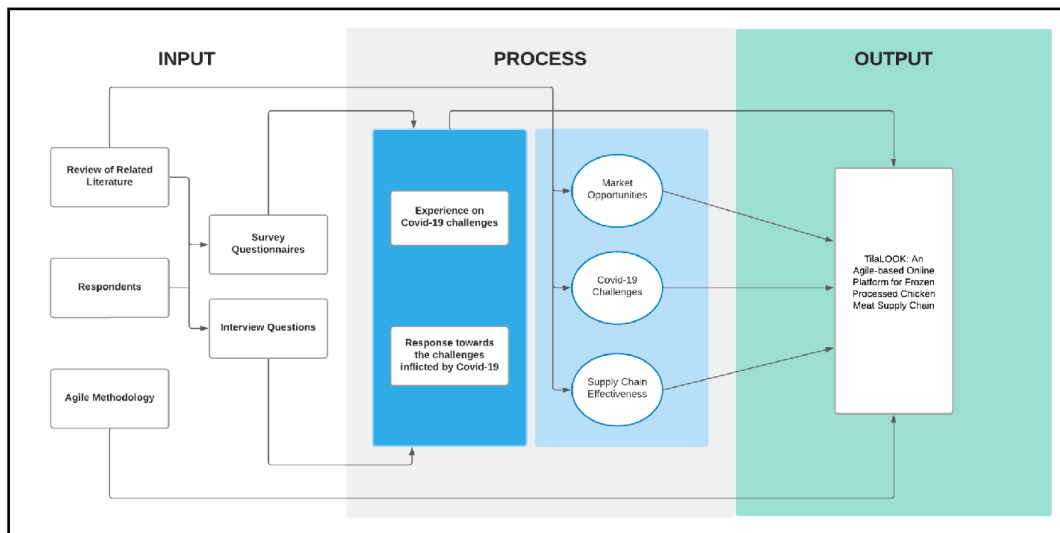 INPUT
PROCESS
OUTPUT
Review of Related
Literature
Respondents
Agile Methodology
Survey
Questionnaires
Interview Questions
Experience on
Covid-19 challenges
Response towards
the challenges
inflicted by Covid-19
Market
Opportunities
Covid-19
Challenges
Supply Chain
Effectiveness
TilaLOOK: An
Agile-based Online
Platform for Frozen
Processed Chicken
Meat Supply Chain